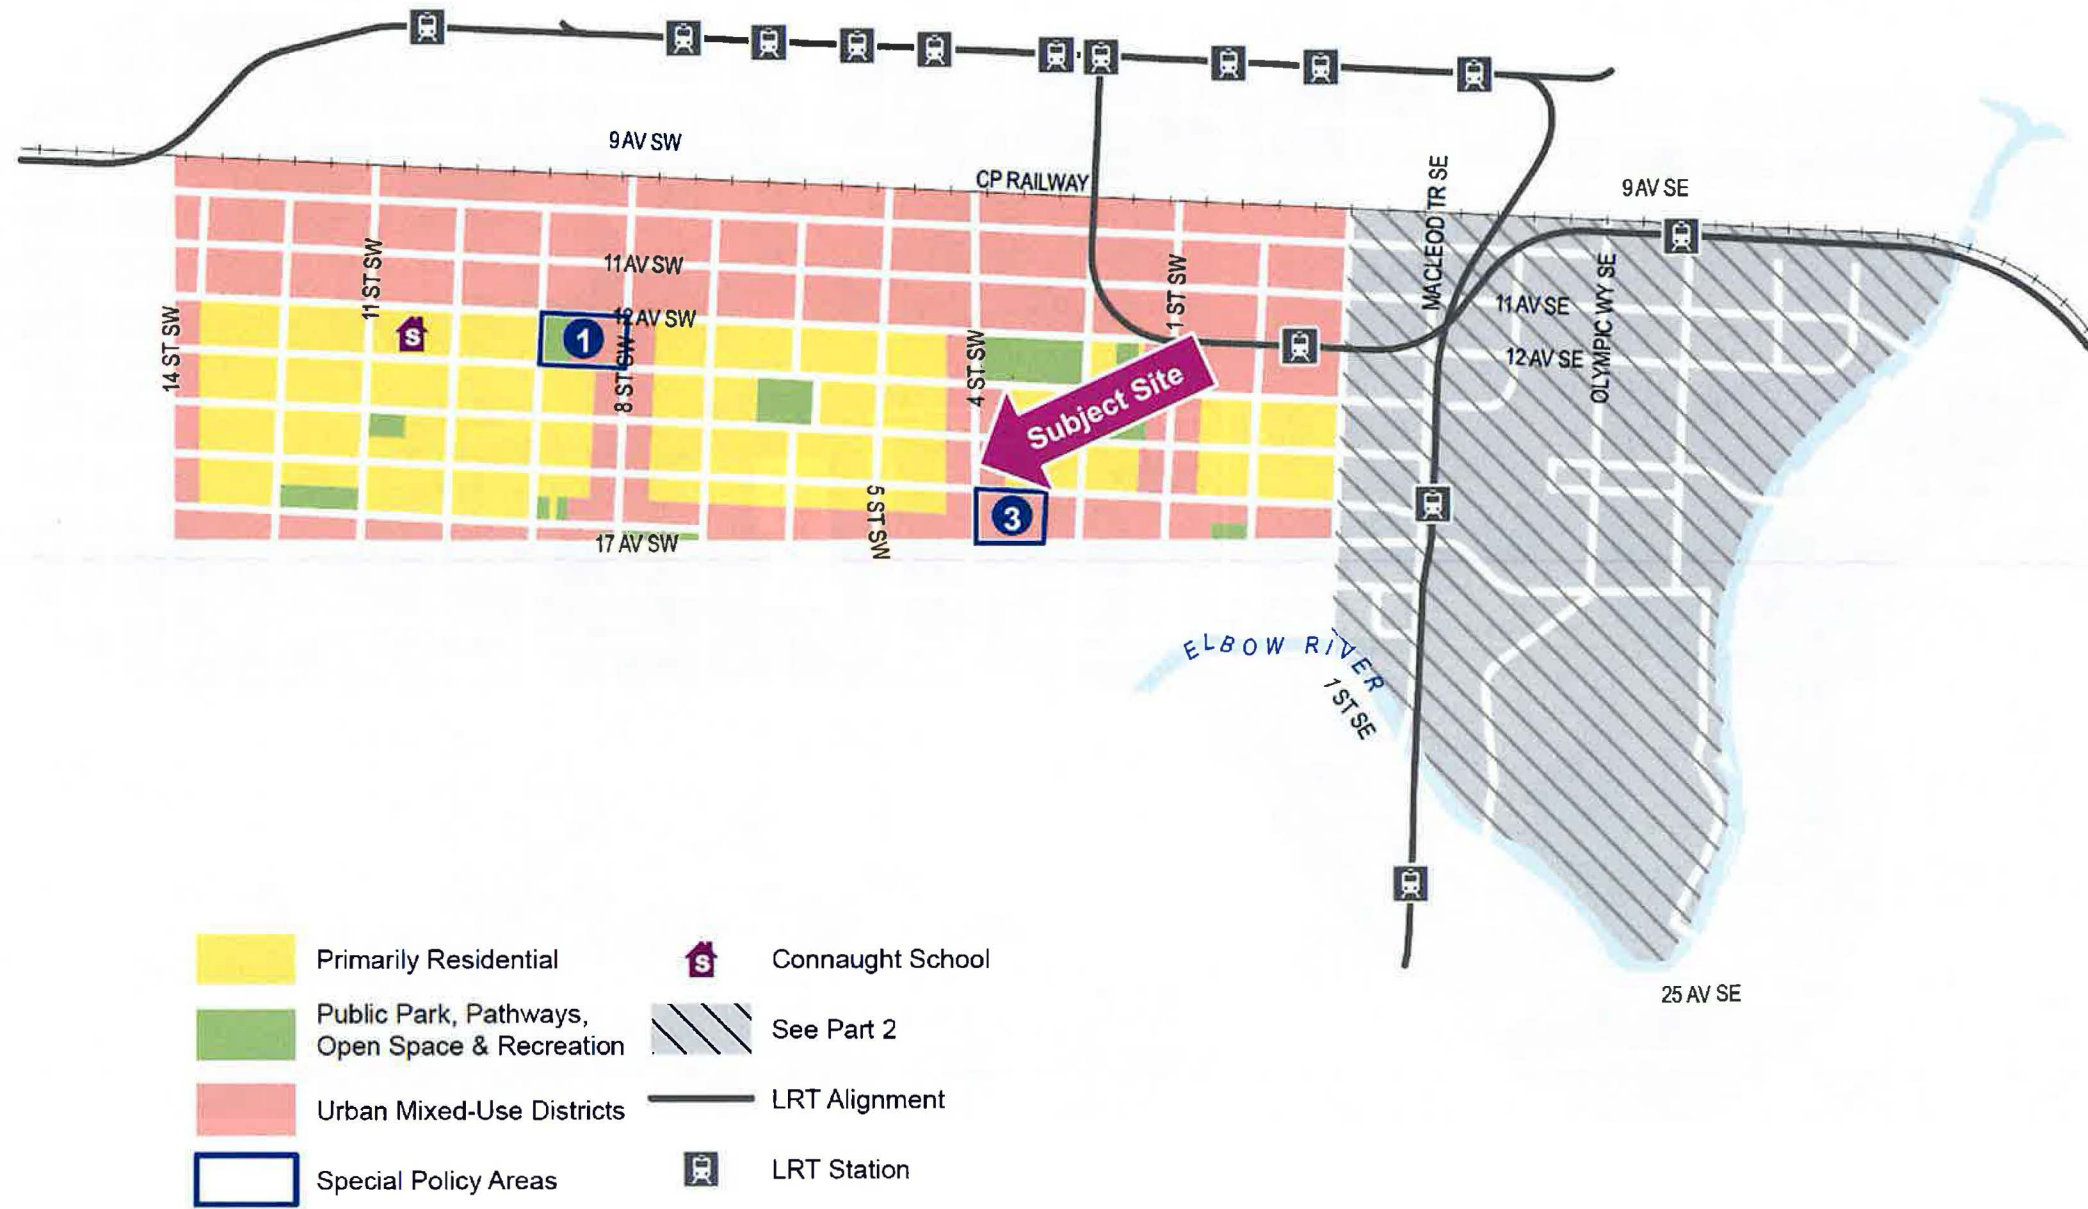 9 AV SW
CP RAILWAY
MACLEOD TR SE
9 AV SE
11 ST SW
11 AV SW
1 ST SW
OLYMPIC WY SE
14 ST SW
S
1
12 AV SW
8 ST SW
4 ST SW
Subject Site
11 AV SE
12 AV SE
5 ST SW
3
17 AV SW
ELBOW RIVER
1 ST SE
25 AV SE
Primarily Residential
Public Park, Pathways,
Open Space & Recreation
Urban Mixed-Use Districts
Special Policy Areas
S
Connaught School
See Part 2
LRT Alignment
LRT Station